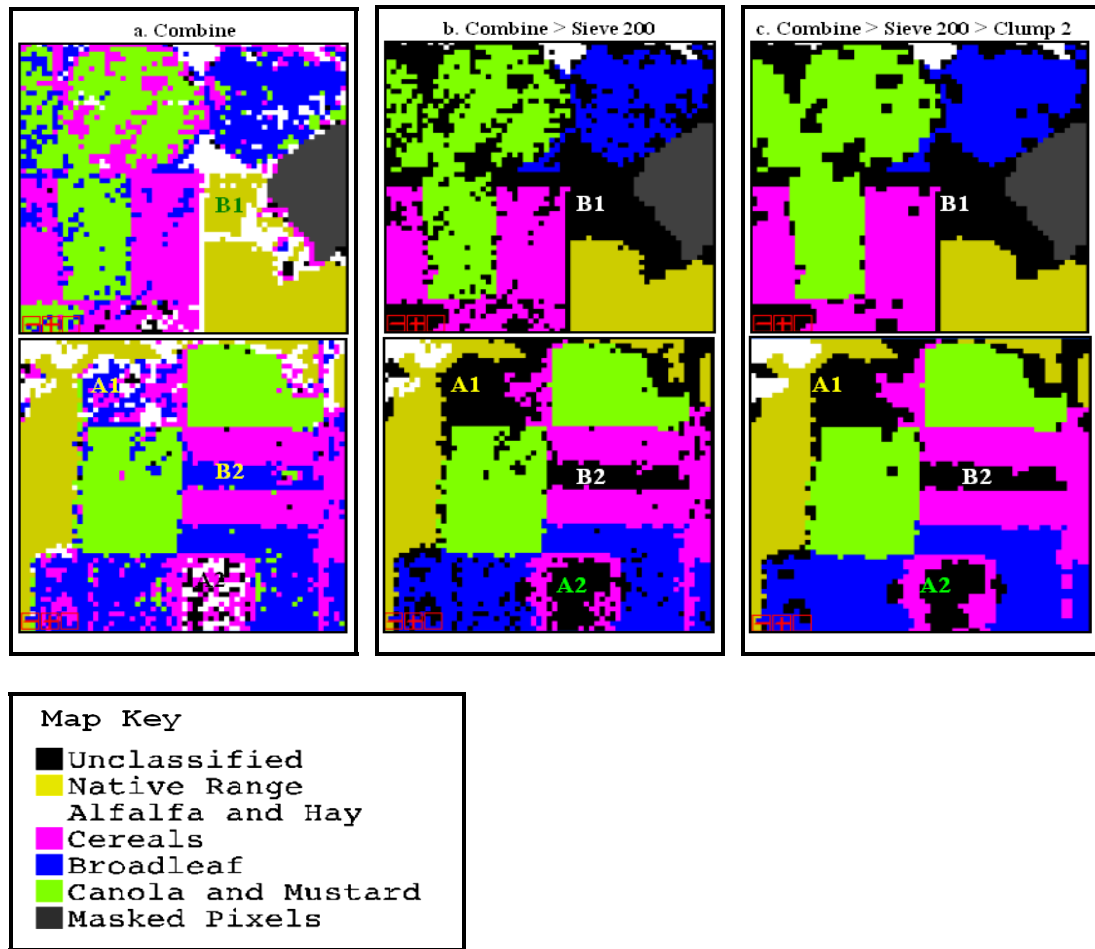 a. Combine
b. Combine > Sieve 200
c. Combine > Sieve 200 > Clump 2
B1
B1
B1
A1
A1
A1
B2
B2
B2
A2
A2
A2
Map Key
Unclassified
Native Range
Alfalfa and Hay
Cereals
Broadleaf
Canola and Mustard
Masked Pixels